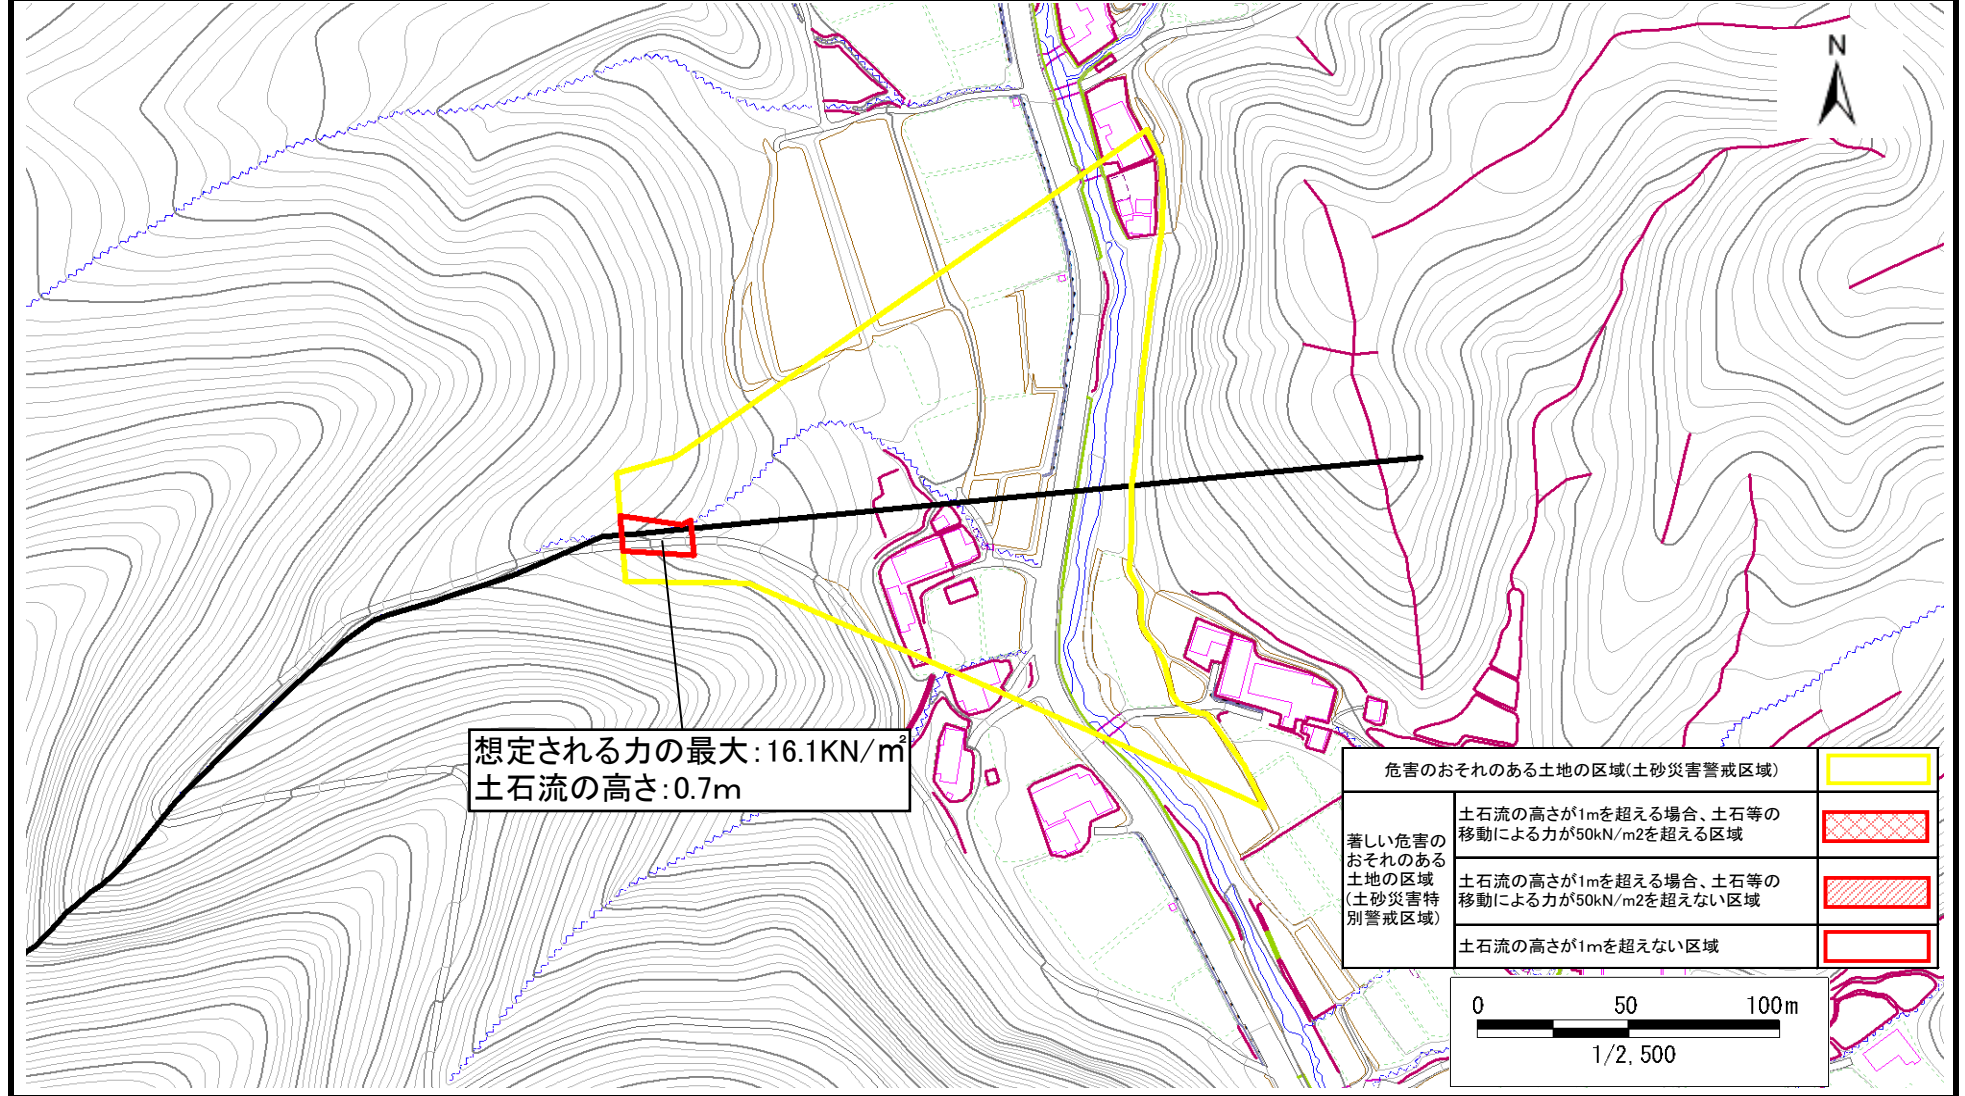 N
想定される力の最大:16.1KN/㎡
土石流の高さ:0.7m
危害のおそれのある土地の区域(土砂災害警戒区域)
著しい危害の
おそれのある
土地の区域
(土砂災害特
別警戒区域)
土石流の高さが1mを超える場合、土石等の
移動による力が50kN/m2を超える区域
土石流の高さが1mを超える場合、土石等の
移動による力が50kN/m2を超えない区域
土石流の高さが1mを超えない区域
0 50 100m
1/2,500